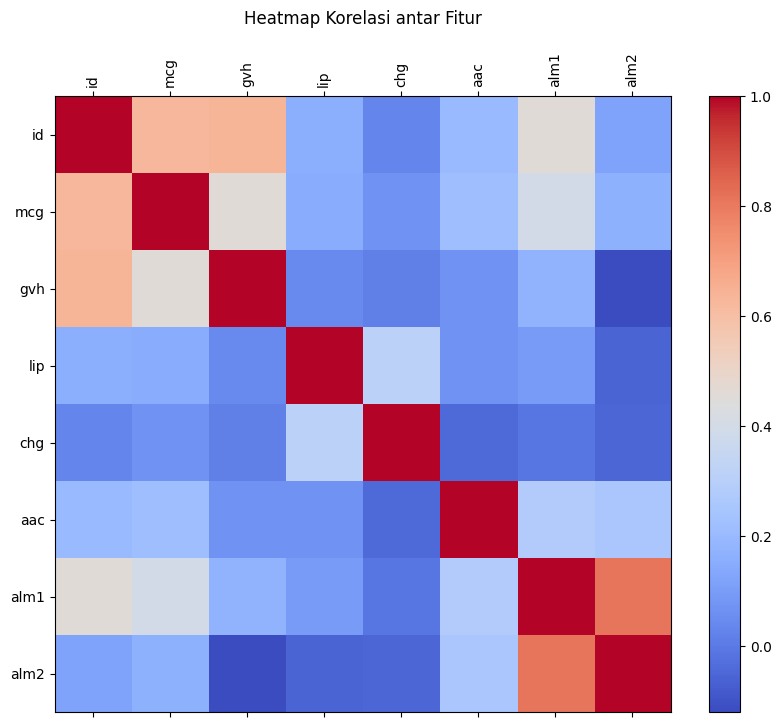 Heatmap Korelasi antar Fitur
id
mcg
gvh
lip
chg
aac
alm1
alm2
id
mcg
gvh
lip
chg
aac
alm1
alm2
1.0
0.8
0.6
0.4
0.2
0.0